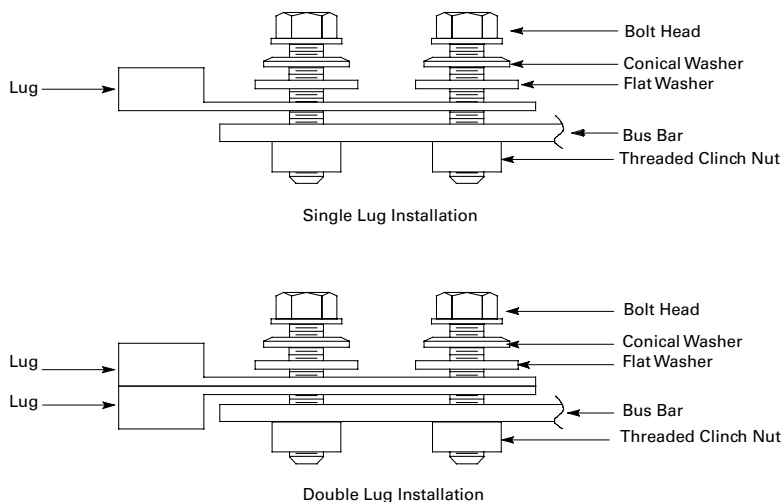 Bolt Head
Conical Washer
Flat Washer
Lug
Bus Bar
Threaded Clinch Nut
Single Lug Installation
Bolt Head
Conical Washer
Flat Washer
Lug
Lug
Bus Bar
Threaded Clinch Nut
Double Lug Installation